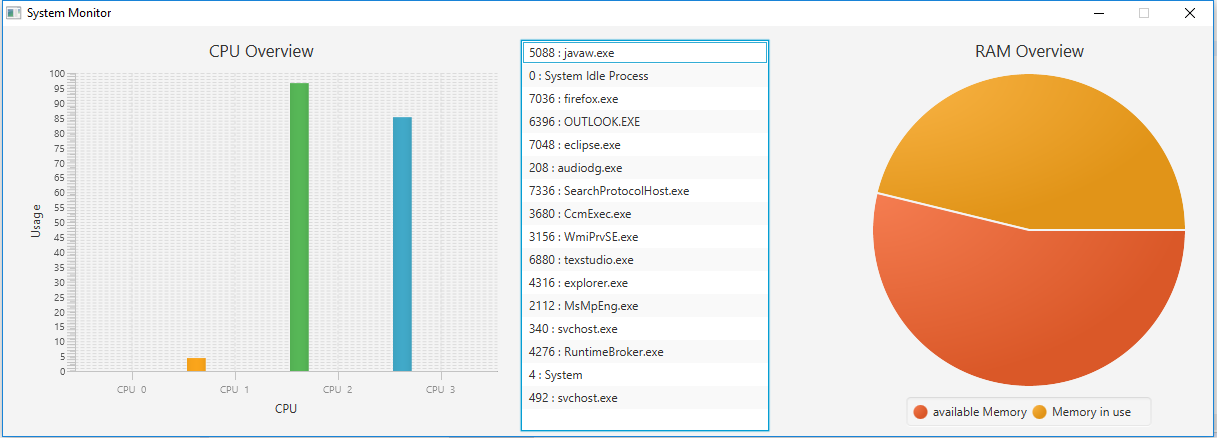 System Monitor
CPU Overview
100
95
90
85
80
75
70
65
60
55
50
45
40
35
30
25
20
15
10
5
0
Usage
CPU 0
CPU 1
CPU 2
CPU 3
CPU
5088 : javaw.exe
0 : System Idle Process
7036 : firefox.exe
6396 : OUTLOOK.EXE
7048 : eclipse.exe
208 : audiodg.exe
7336 : SearchProtocolHost.exe
3680 : CcmExec.exe
3156 : WmiPrvSE.exe
6880 : texstudio.exe
4316 : explorer.exe
2112 : MsMpEng.exe
340 : svchost.exe
4276 : RuntimeBroker.exe
4 : System
492 : svchost.exe
RAM Overview
available Memory
Memory in use